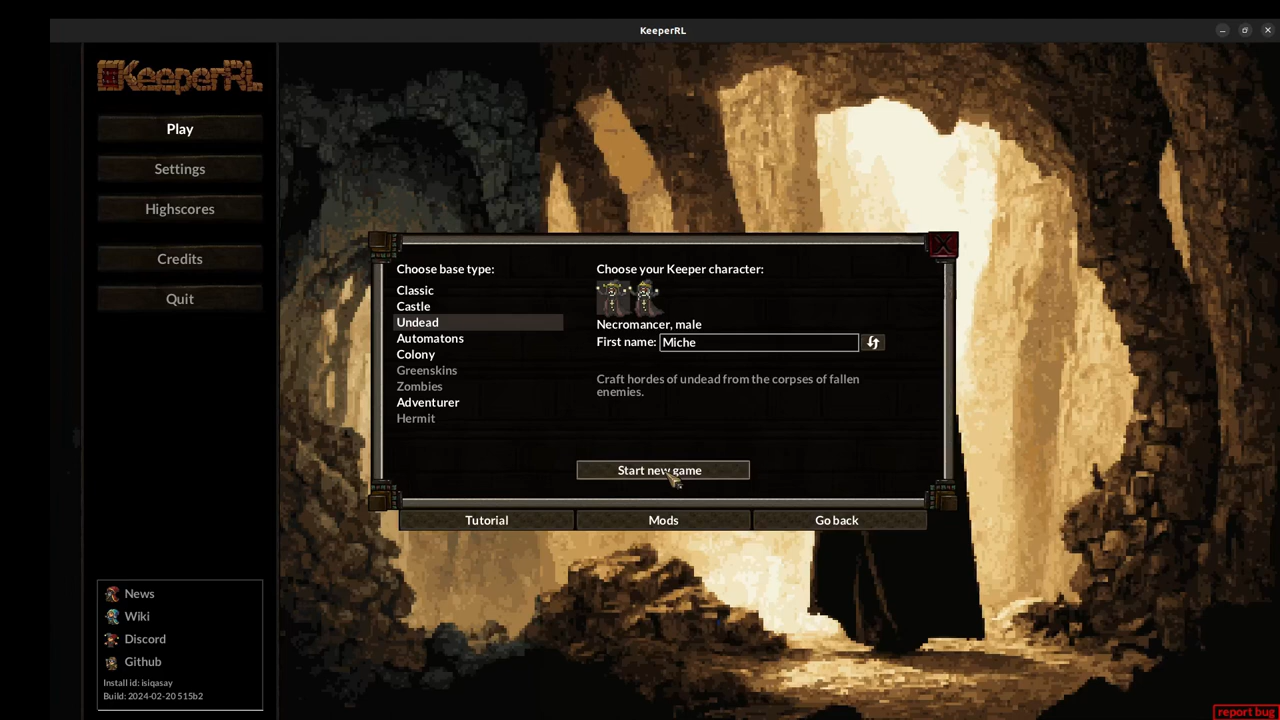 KeeperRL
KeeperRL
Play
Settings
Highscores
Credits
Quit
Choose base type:
Classic
Castle
Undead
Automatons
Colony
Greenskins
Zombies
Adventurer
Hermit
Choose your Keeper character:
Necromancer, male
First name: Miche
Craft hordes of undead from the corpses of fallen
enemies.
Start new game
Tutorial
Mods
Go back
News
Wiki
Discord
Github
Install id: isiqasay
Build: 2024-02-20 515b2
report bug